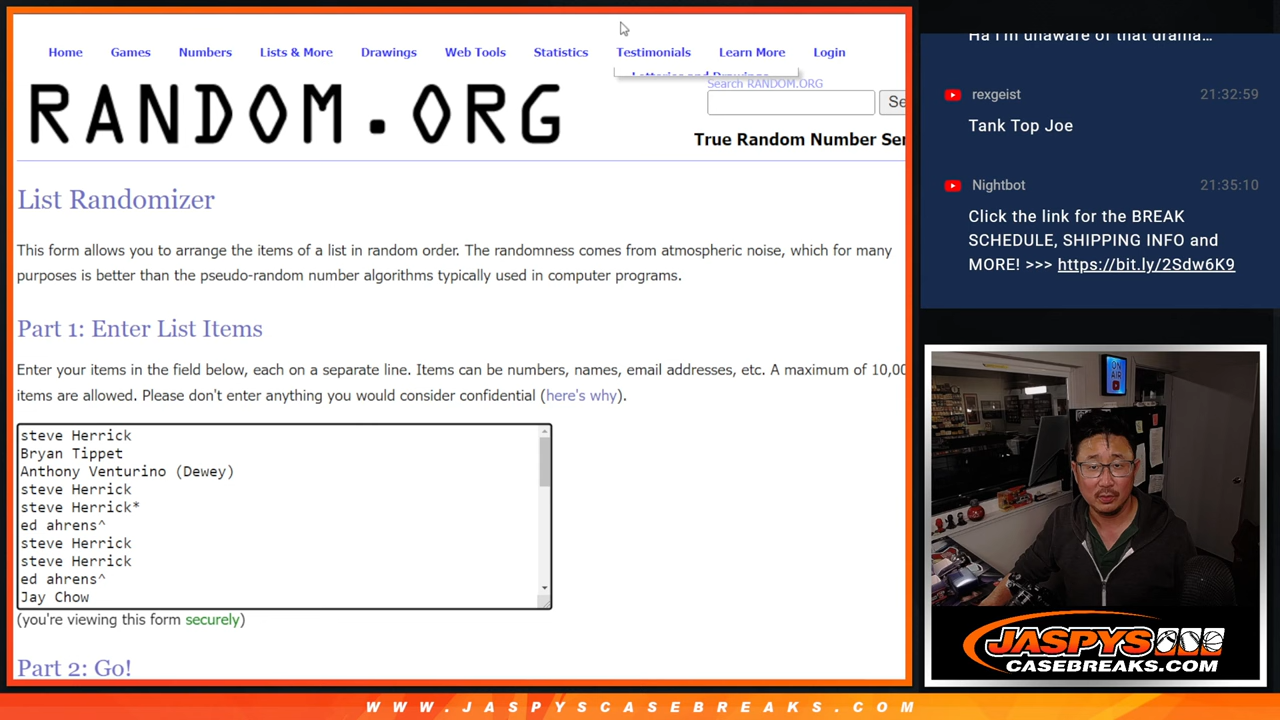 Home Games Numbers Lists & More Drawings Web Tools Statistics Testimonials Learn More Login
Search RANDOM.ORG
RANDOM.ORG
True Random Number Ser
List Randomizer
This form allows you to arrange the items of a list in random order. The randomness comes from atmospheric noise, which for many
purposes is better than the pseudo-random number algorithms typically used in computer programs.
Part 1: Enter List Items
Enter your items in the field below, each on a separate line. Items can be numbers, names, email addresses, etc. A maximum of 10,00
items are allowed. Please don't enter anything you would consider confidential (here's why).
steve Herrick
Bryan Tippet
Anthony Venturino (Dewey)
steve Herrick
steve Herrick*
ed ahrens^
steve Herrick
steve Herrick
ed ahrens^
Jay Chow
(you're viewing this form securely)
Part 2: Go!
Ha I'm unaware of that drama…
rexgeist 21:32:59
Tank Top Joe
Nightbot 21:35:10
Click the link for the BREAK
SCHEDULE, SHIPPING INFO and
MORE! >>> https://bit.ly/2Sdw6K9
ON
AIR
JASPYS
CASEBREAKS.COM
WWW.JASPYSCASEBREAKS.COM